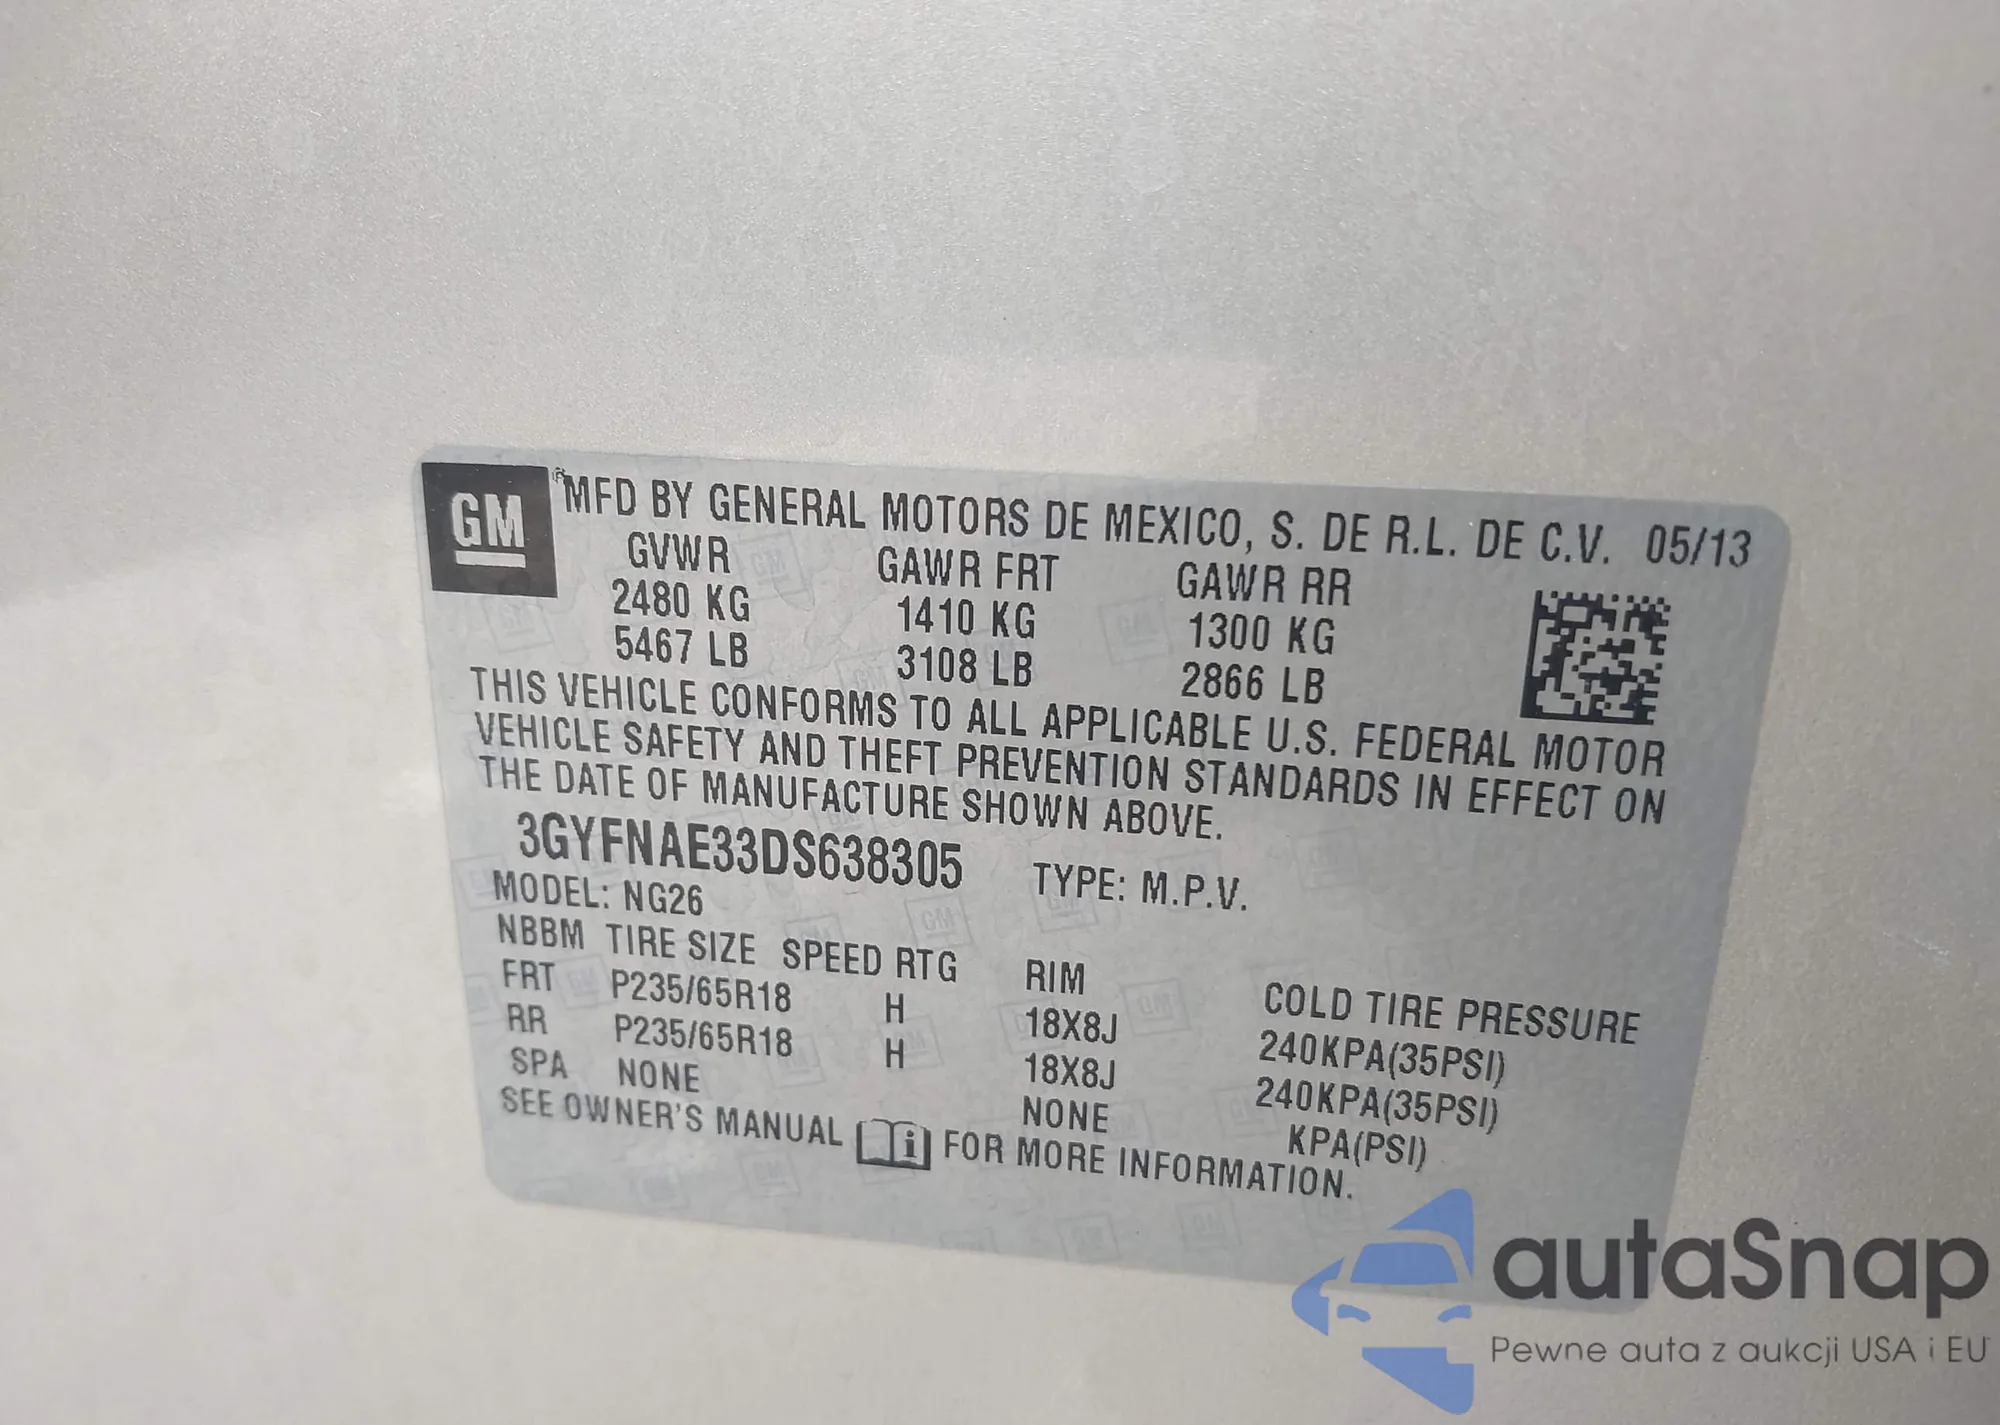 GM
MFD BY GENERAL MOTORS DE MEXICO, S. DE R.L. DE C.V. 05/13
GVWR GAWR FRT GAWR RR
2480 KG 1410 KG 1300 KG
5467 LB 3108 LB 2866 LB
THIS VEHICLE CONFORMS TO ALL APPLICABLE U.S. FEDERAL MOTOR
VEHICLE SAFETY AND THEFT PREVENTION STANDARDS IN EFFECT ON
THE DATE OF MANUFACTURE SHOWN ABOVE.
3GYFNAE33DS638305 TYPE: M.P.V.
MODEL: NG26
NBBM TIRE SIZE SPEED RTG RIM COLD TIRE PRESSURE
FRT P235/65R18 H 18X8J 240KPA(35PSI)
RR P235/65R18 H 18X8J 240KPA(35PSI)
SPA NONE NONE KPA(PSI)
SEE OWNER'S MANUAL i FOR MORE INFORMATION.
autaSnap
Pewne auta z aukcji USA i EU